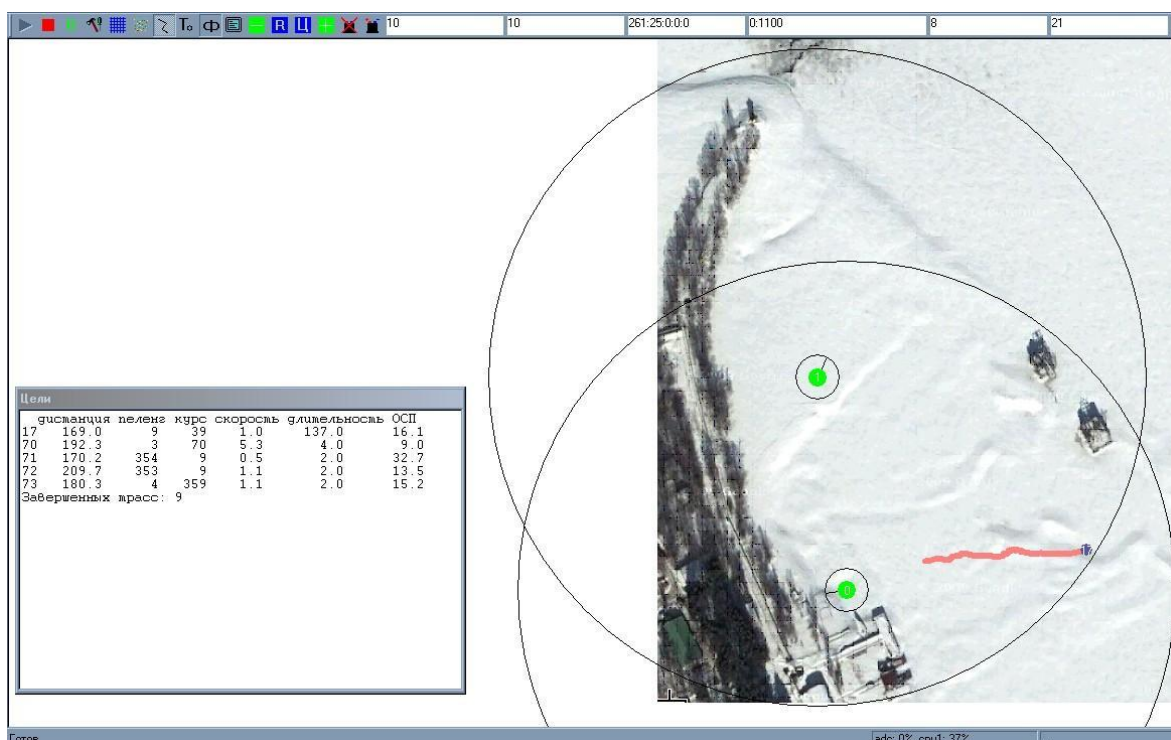 T₀ Ф R Ц 10 10 261:25:0:0:0 0:1100 8 21
Цели
дистанция пеленг курс скорость длительность ОСП
17 169.0 9 39 1.0 137.0 16.1
70 192.3 3 70 5.3 4.0 9.0
71 170.2 354 9 0.5 2.0 32.7
72 209.7 353 9 1.1 2.0 13.5
73 180.3 4 359 1.1 2.0 15.2
Завершенных трасс: 9
1
0
Готов
adc: 0%, cpu1: 37%